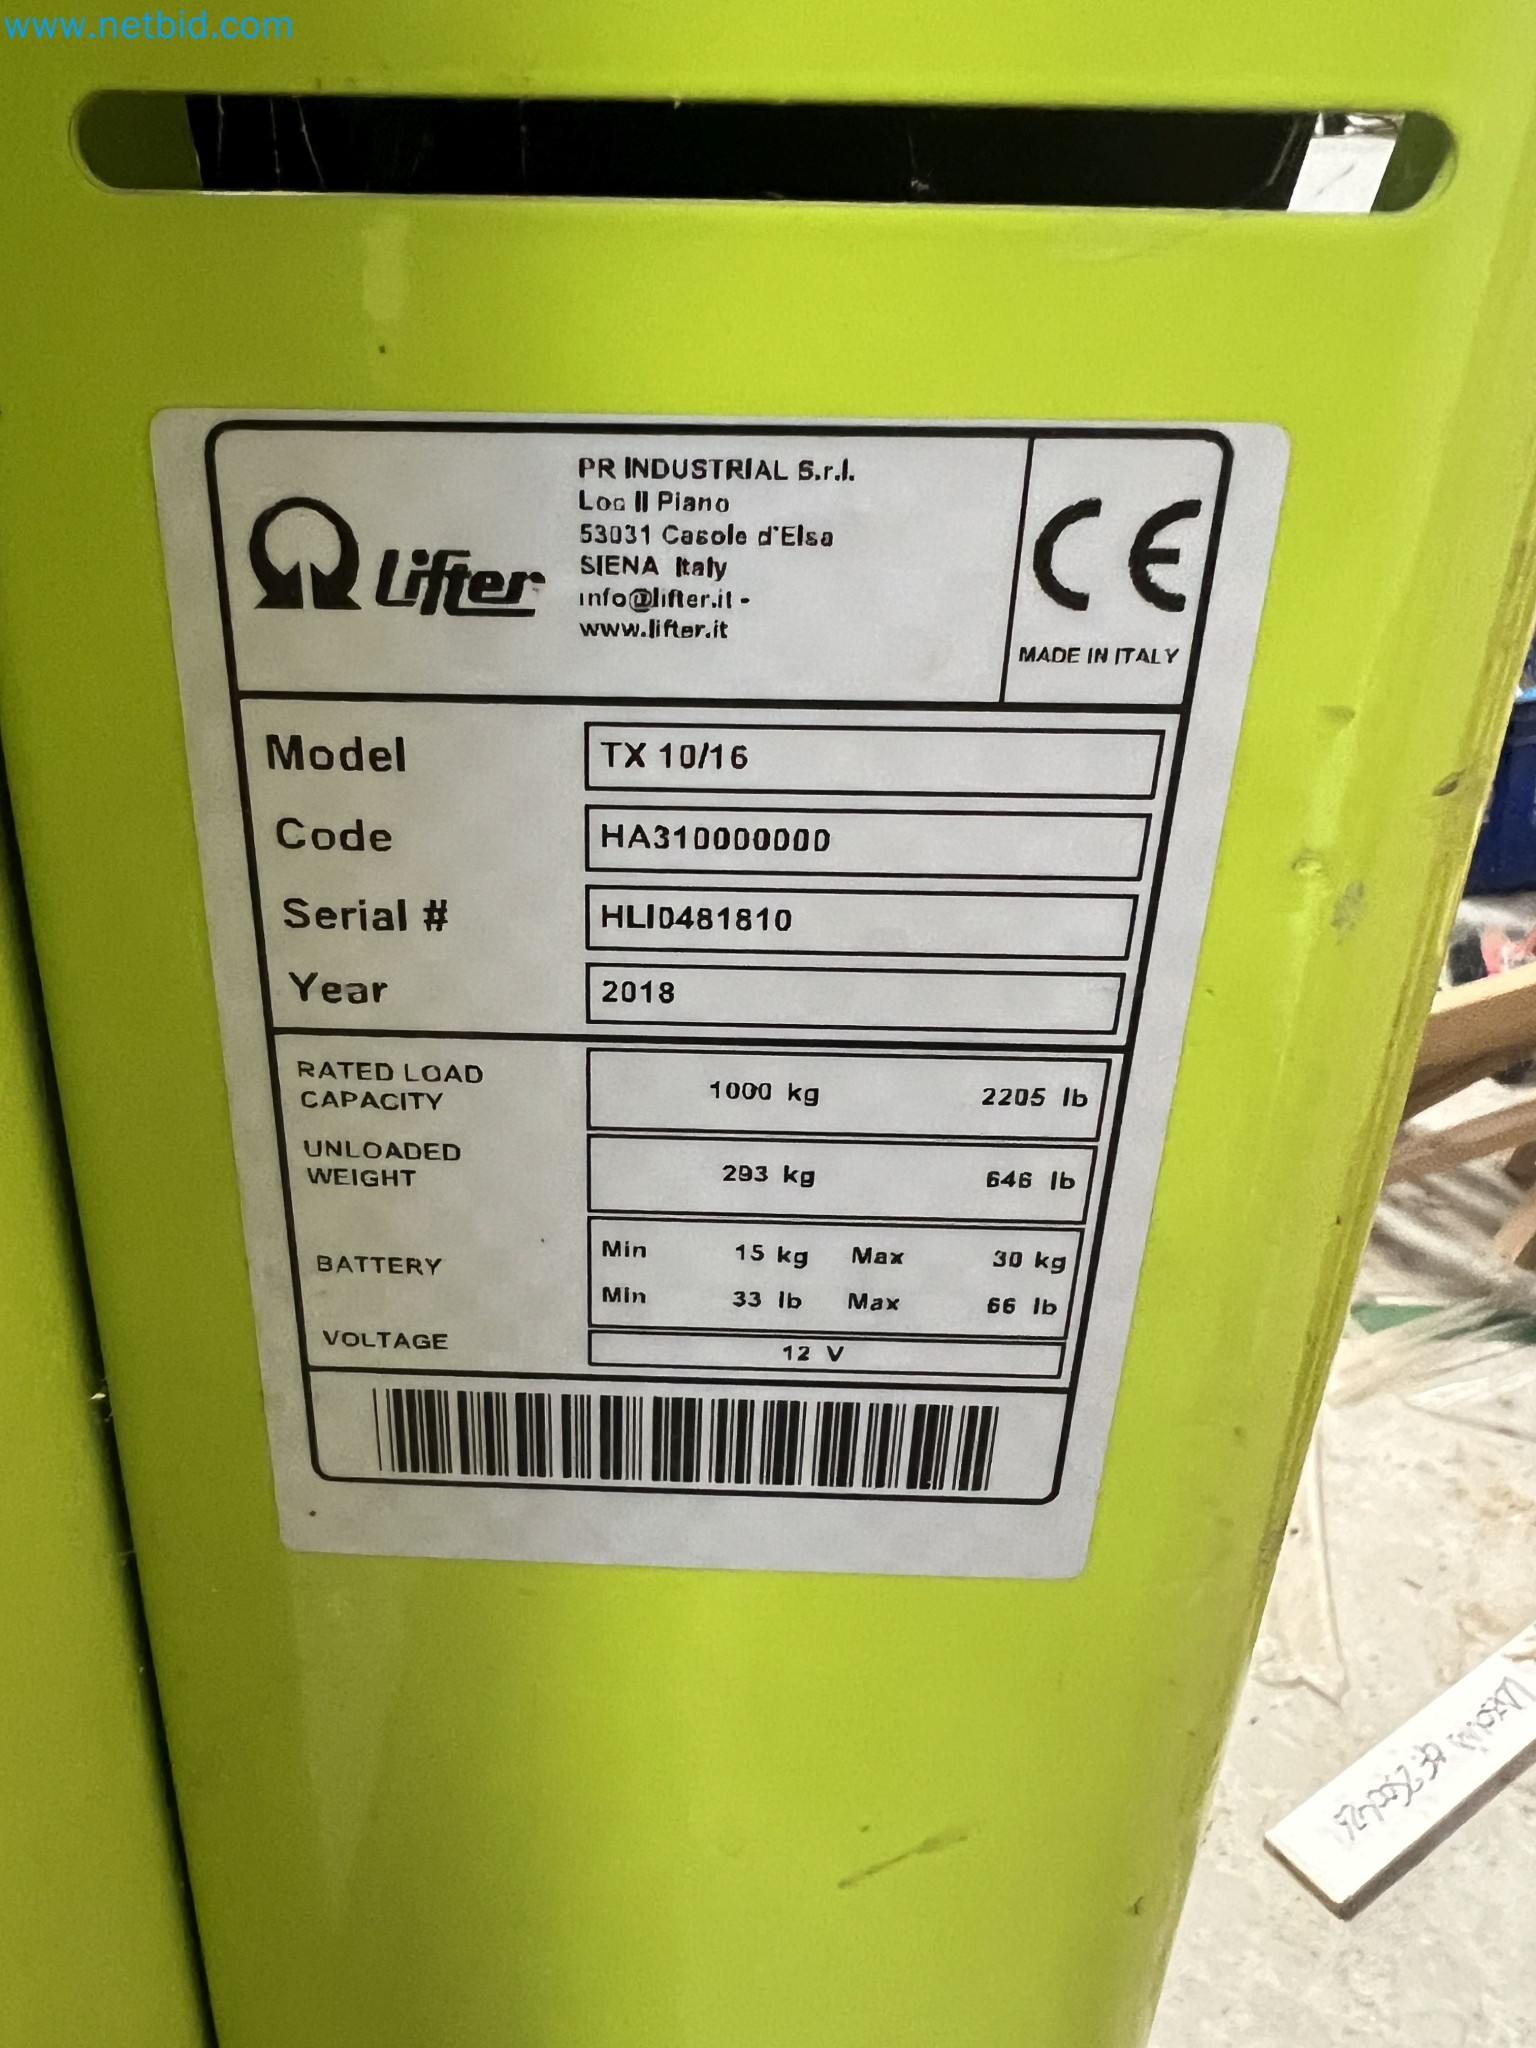 www.netbid.com
Lifter
PR INDUSTRIAL S.r.l.
Loc Il Piano
53031 Casole d'Elsa
SIENA Italy
info@lifter.it -
www.lifter.it
CE
MADE IN ITALY
Model TX 10/16
Code HA310000000
Serial # HLI0481810
Year 2018
RATED LOAD CAPACITY 1000 kg 2205 lb
UNLOADED WEIGHT 293 kg 646 lb
BATTERY Min 15 kg Max 30 kg
Min 33 lb Max 66 lb
VOLTAGE 12 V